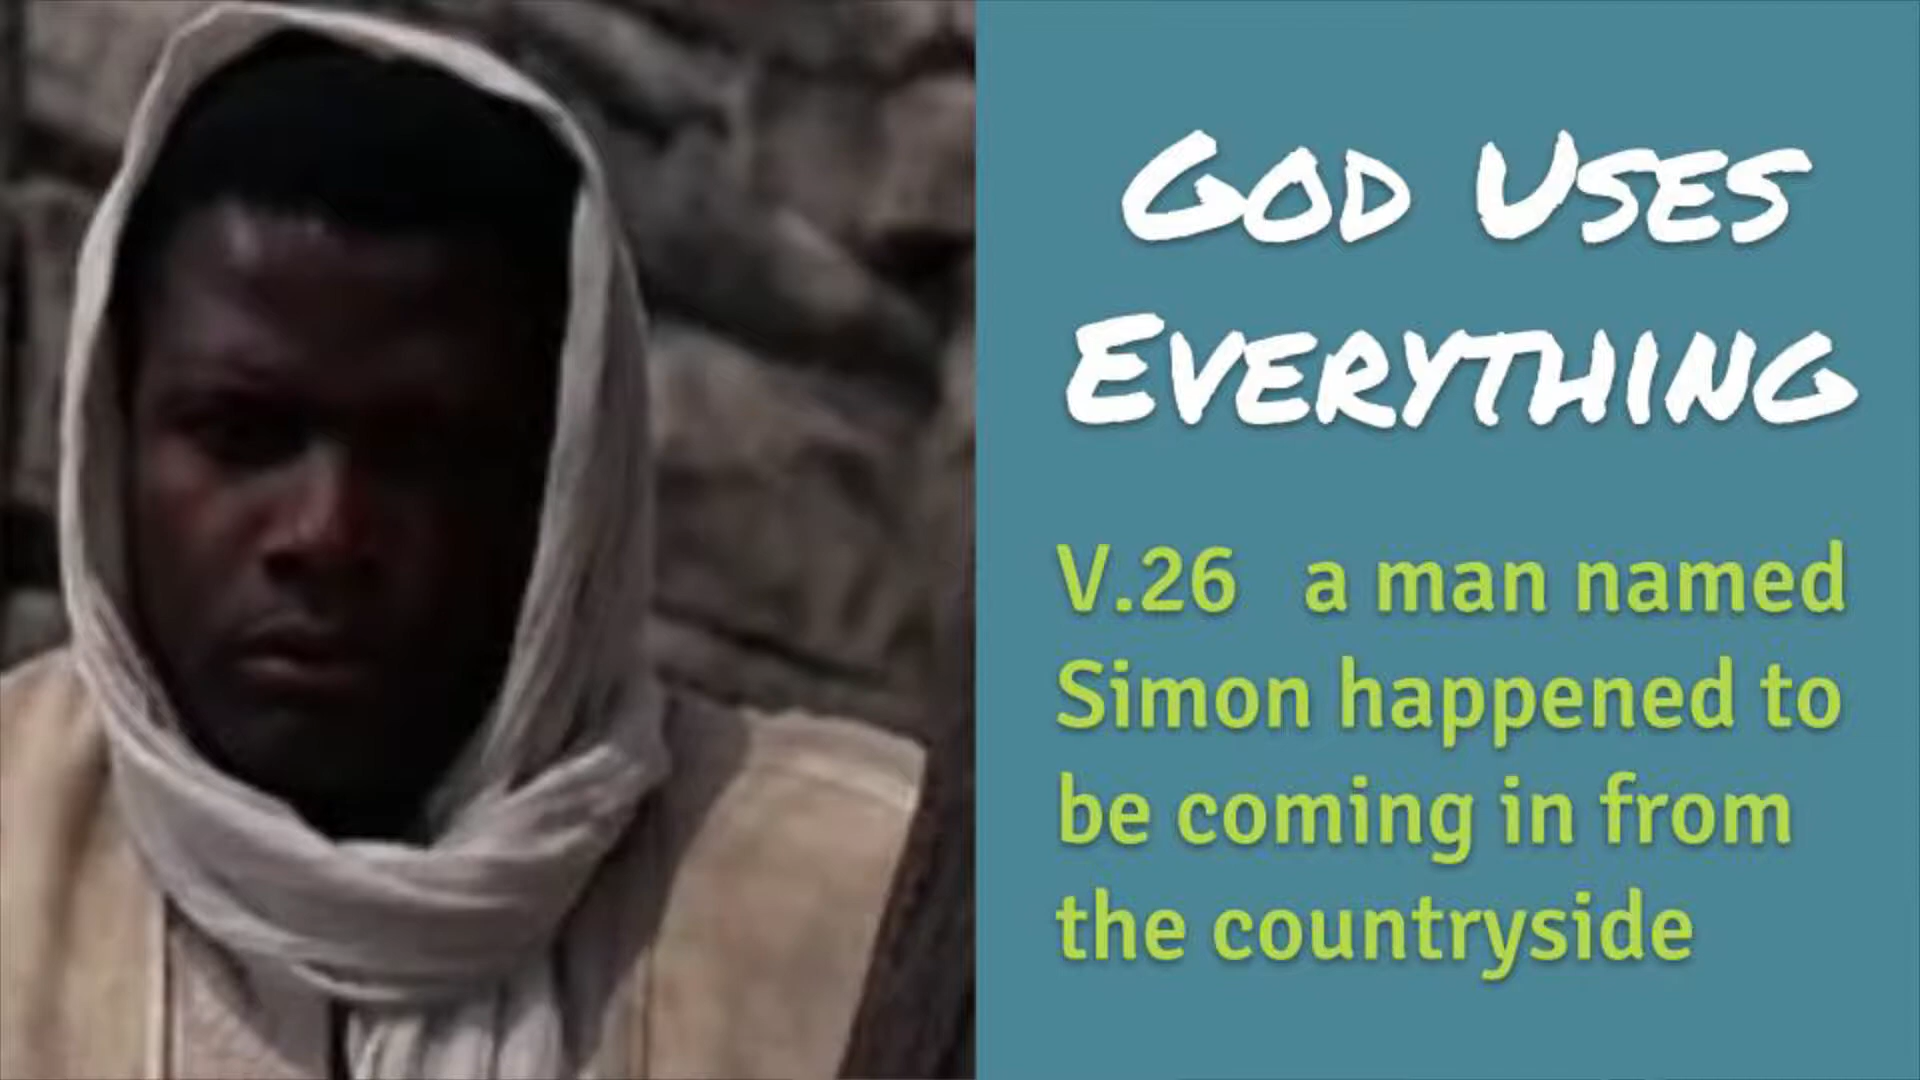 God Uses
Everything
V.26 a man named
Simon happened to
be coming in from
the countryside